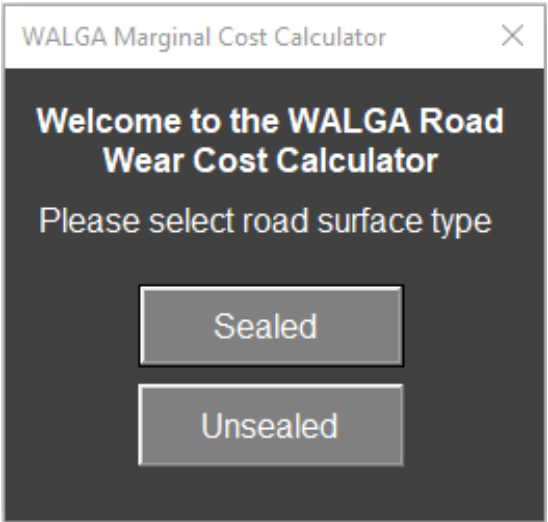 WALGA Marginal Cost Calculator
Welcome to the WALGA Road
Wear Cost Calculator
Please select road surface type
Sealed
Unsealed